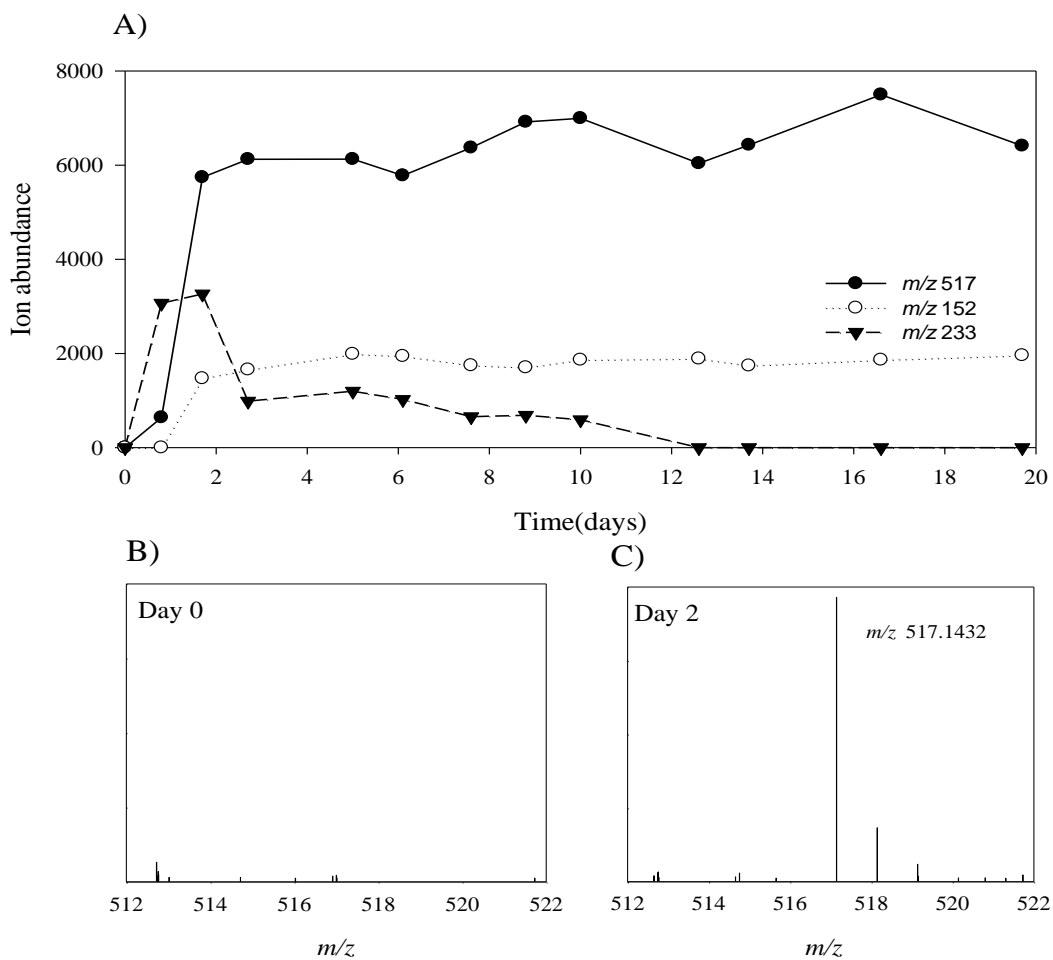 A)
8000
6000
4000
2000
0
Ion abundance
m/z 517
m/z 152
m/z 233
0 2 4 6 8 10 12 14 16 18 20
Time(days)
B)
C)
Day 0
Day 2
m/z 517.1432
512 514 516 518 520 522
512 514 516 518 520 522
m/z
m/z